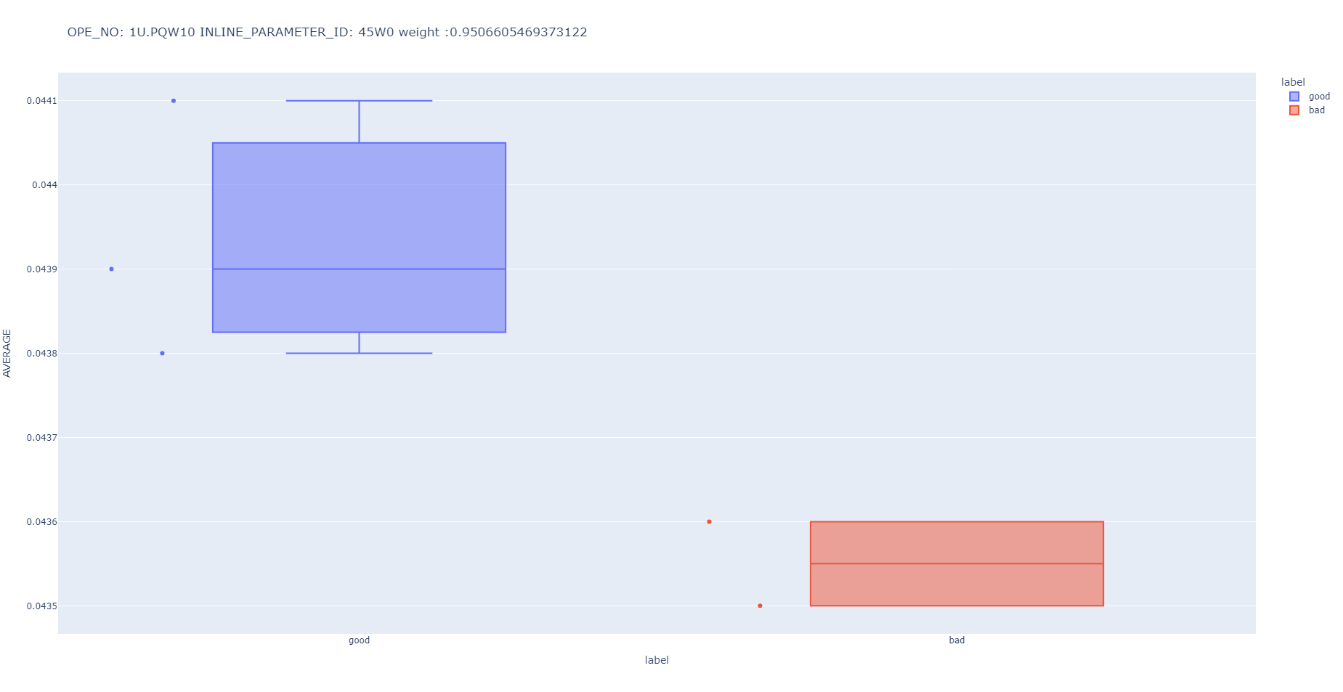 OPE_NO: 1U.PQW10 INLINE_PARAMETER_ID: 45W0 weight :0.9506605469373122
label
good
bad
0.0441
0.044
0.0439
0.0438
0.0437
0.0436
0.0435
AVERAGE
good bad
label